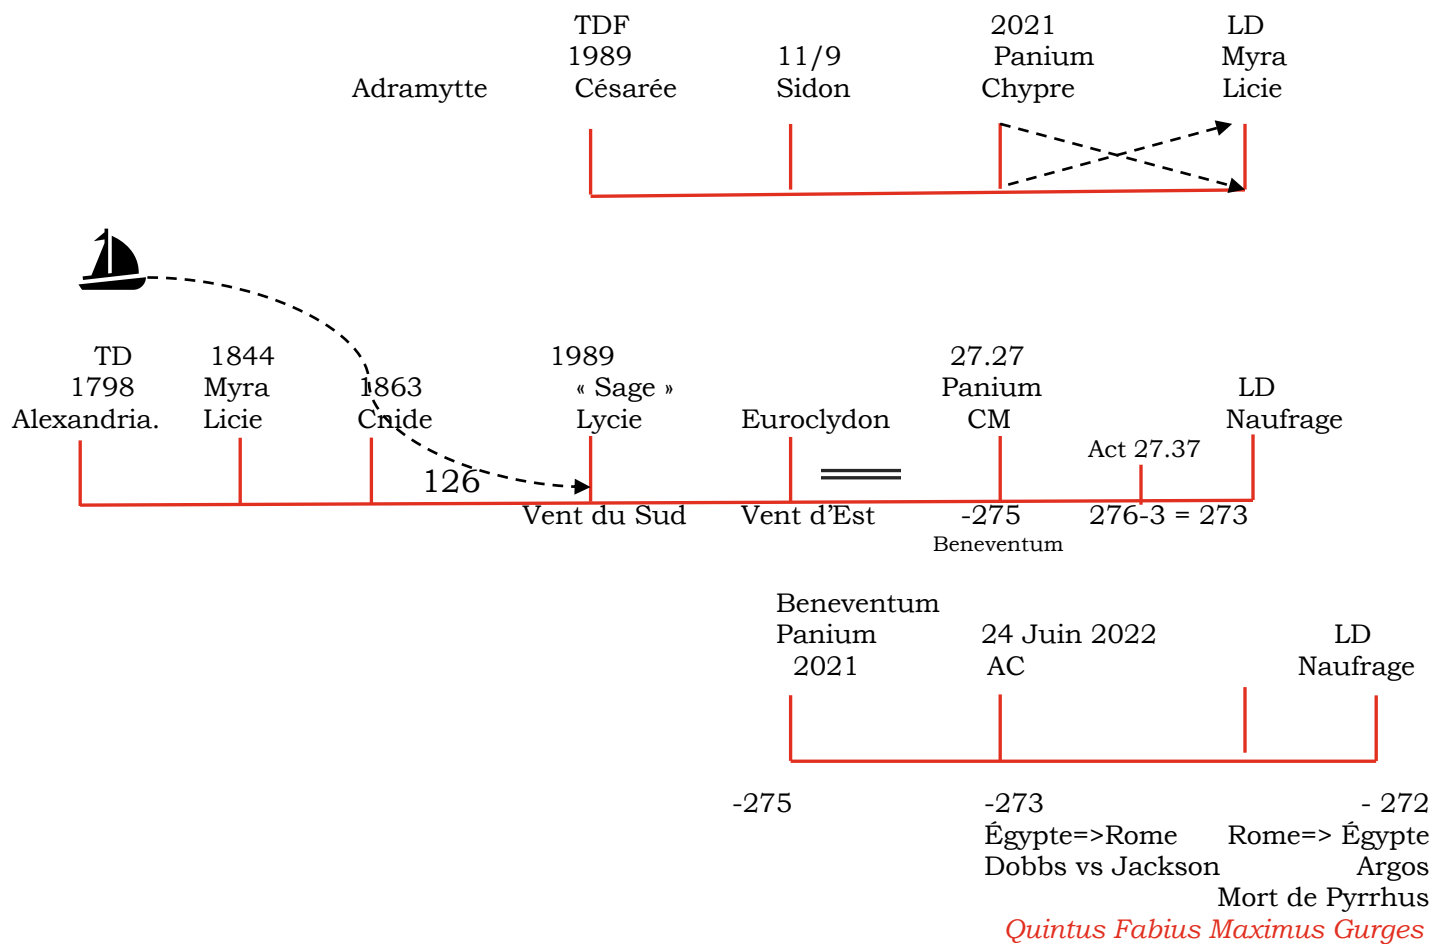 TDF 2021 LD
1989 11/9 Panium Myra
Adramytte Césarée Sidon Chypre Licie
TD 1844 1989 27.27
1798 Myra 1863 « Sage » Panium LD
Alexandria. Licie Cnide Lycie Euroclydon CM Naufrage
Act 27.37
126
Vent du Sud Vent d’Est -275 276-3 = 273
Beneventum
Beneventum
Panium 24 Juin 2022 LD
2021 AC Naufrage
-275 -273 - 272
Égypte=>Rome Rome=> Égypte
Dobbs vs Jackson Argos
Mort de Pyrrhus
Quintus Fabius Maximus Gurges